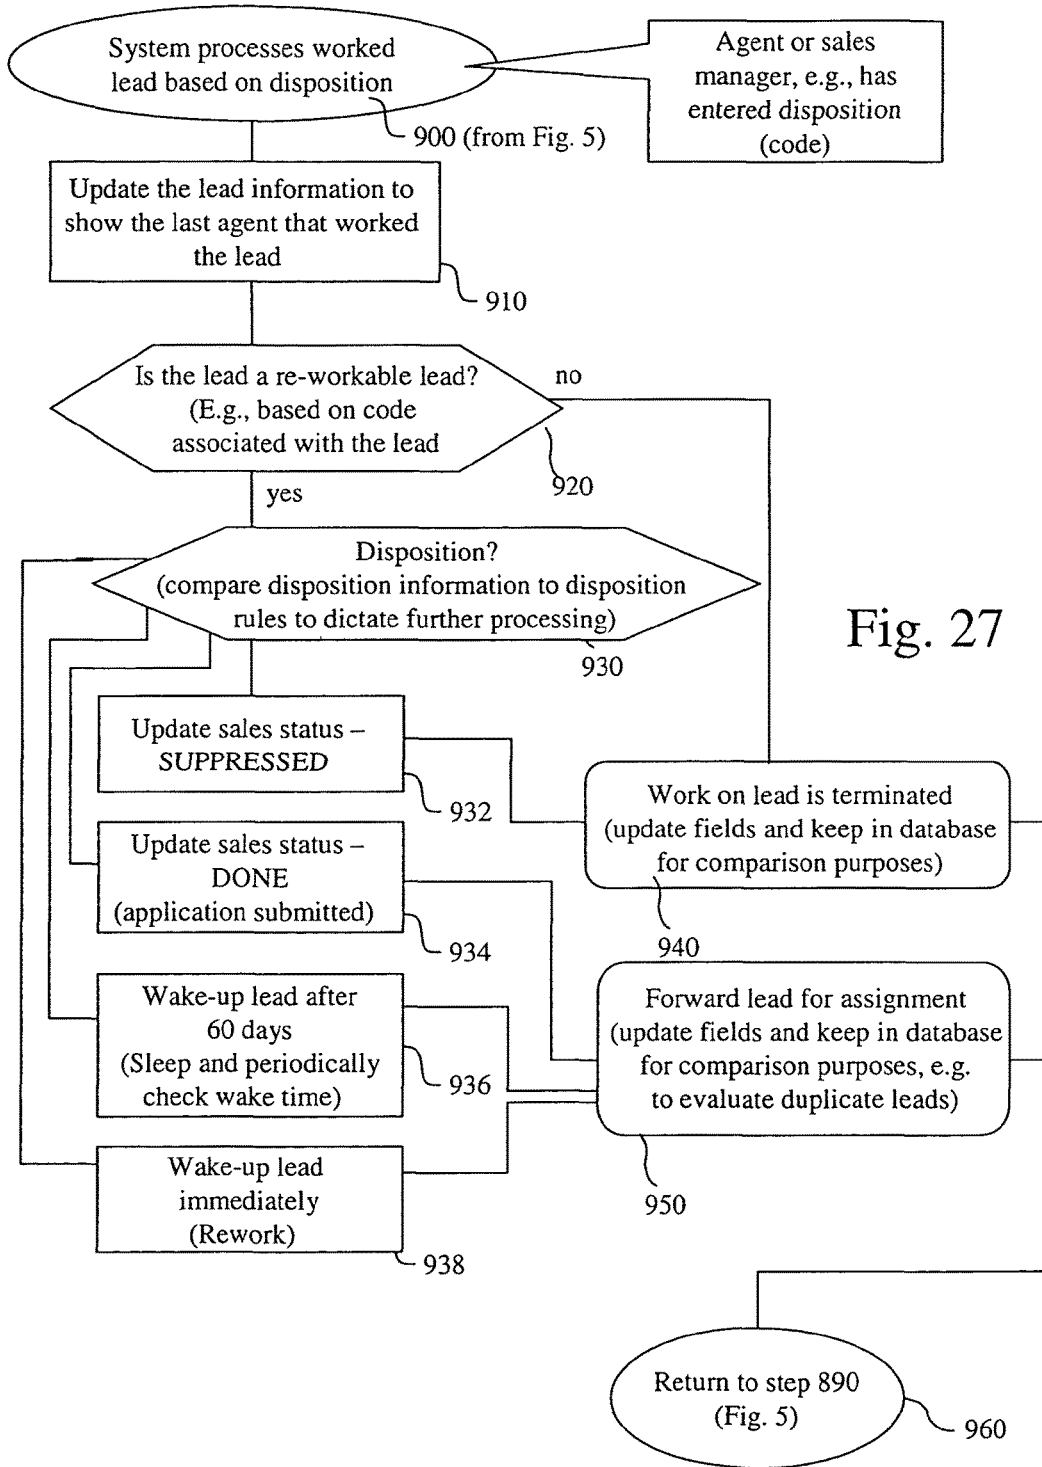 System processes worked
lead based on disposition
900 (from Fig. 5)
Agent or sales
manager, e.g., has
entered disposition
(code)
Update the lead information to
show the last agent that worked
the lead
910
Is the lead a re-workable lead?
(E.g., based on code
associated with the lead
no
920
yes
Disposition?
(compare disposition information to disposition
rules to dictate further processing)
930
Fig. 27
Update sales status –
SUPPRESSED
932
Update sales status –
DONE
(application submitted)
934
Wake-up lead after
60 days
(Sleep and periodically
check wake time)
936
Wake-up lead
immediately
(Rework)
938
Work on lead is terminated
(update fields and keep in database
for comparison purposes)
940
Forward lead for assignment
(update fields and keep in database
for comparison purposes, e.g.
to evaluate duplicate leads)
950
Return to step 890
(Fig. 5)
960